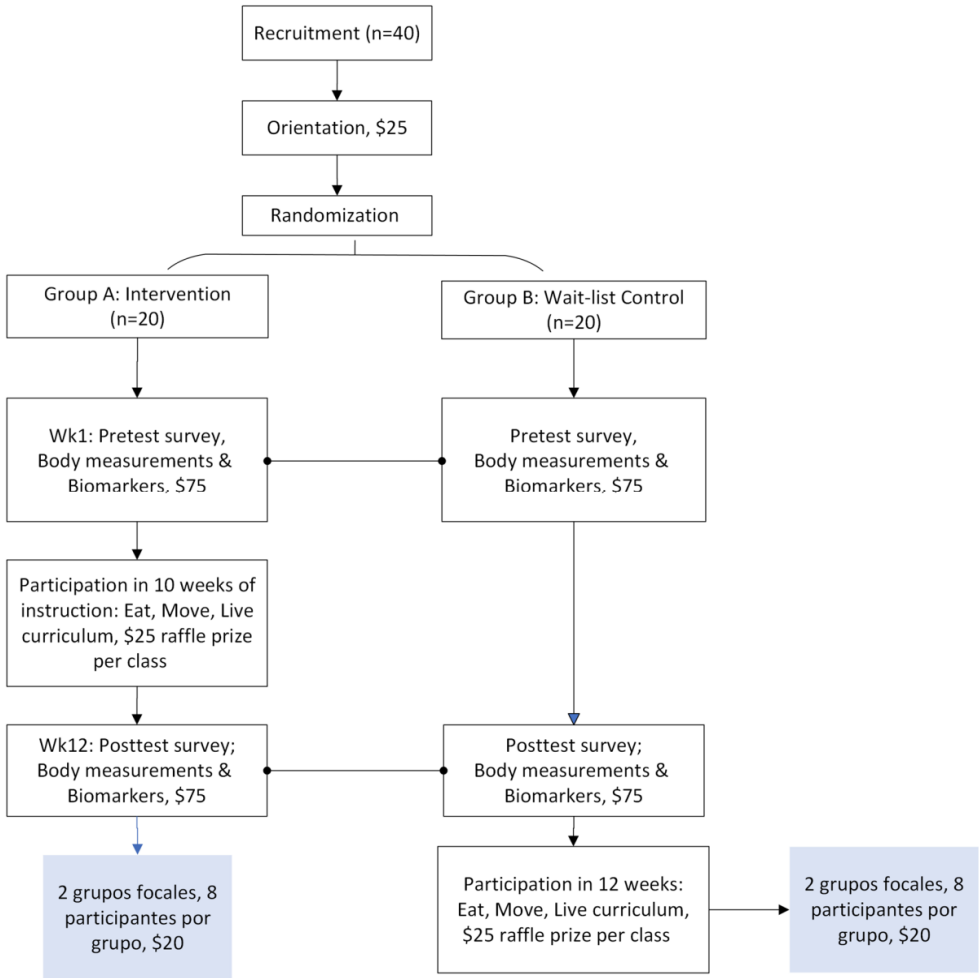 Recruitment (n=40)
Orientation, $25
Randomization
Group A: Intervention
(n=20)
Group B: Wait-list Control
(n=20)
Wk1: Pretest survey,
Body measurements &
Biomarkers, $75
Pretest survey,
Body measurements &
Biomarkers, $75
Participation in 10 weeks of
instruction: Eat, Move, Live
curriculum, $25 raffle prize
per class
Wk12: Posttest survey;
Body measurements &
Biomarkers, $75
Posttest survey;
Body measurements &
Biomarkers, $75
2 grupos focales, 8
participantes por
grupo, $20
Participation in 12 weeks:
Eat, Move, Live curriculum,
$25 raffle prize per class
2 grupos focales, 8
participantes por
grupo, $20